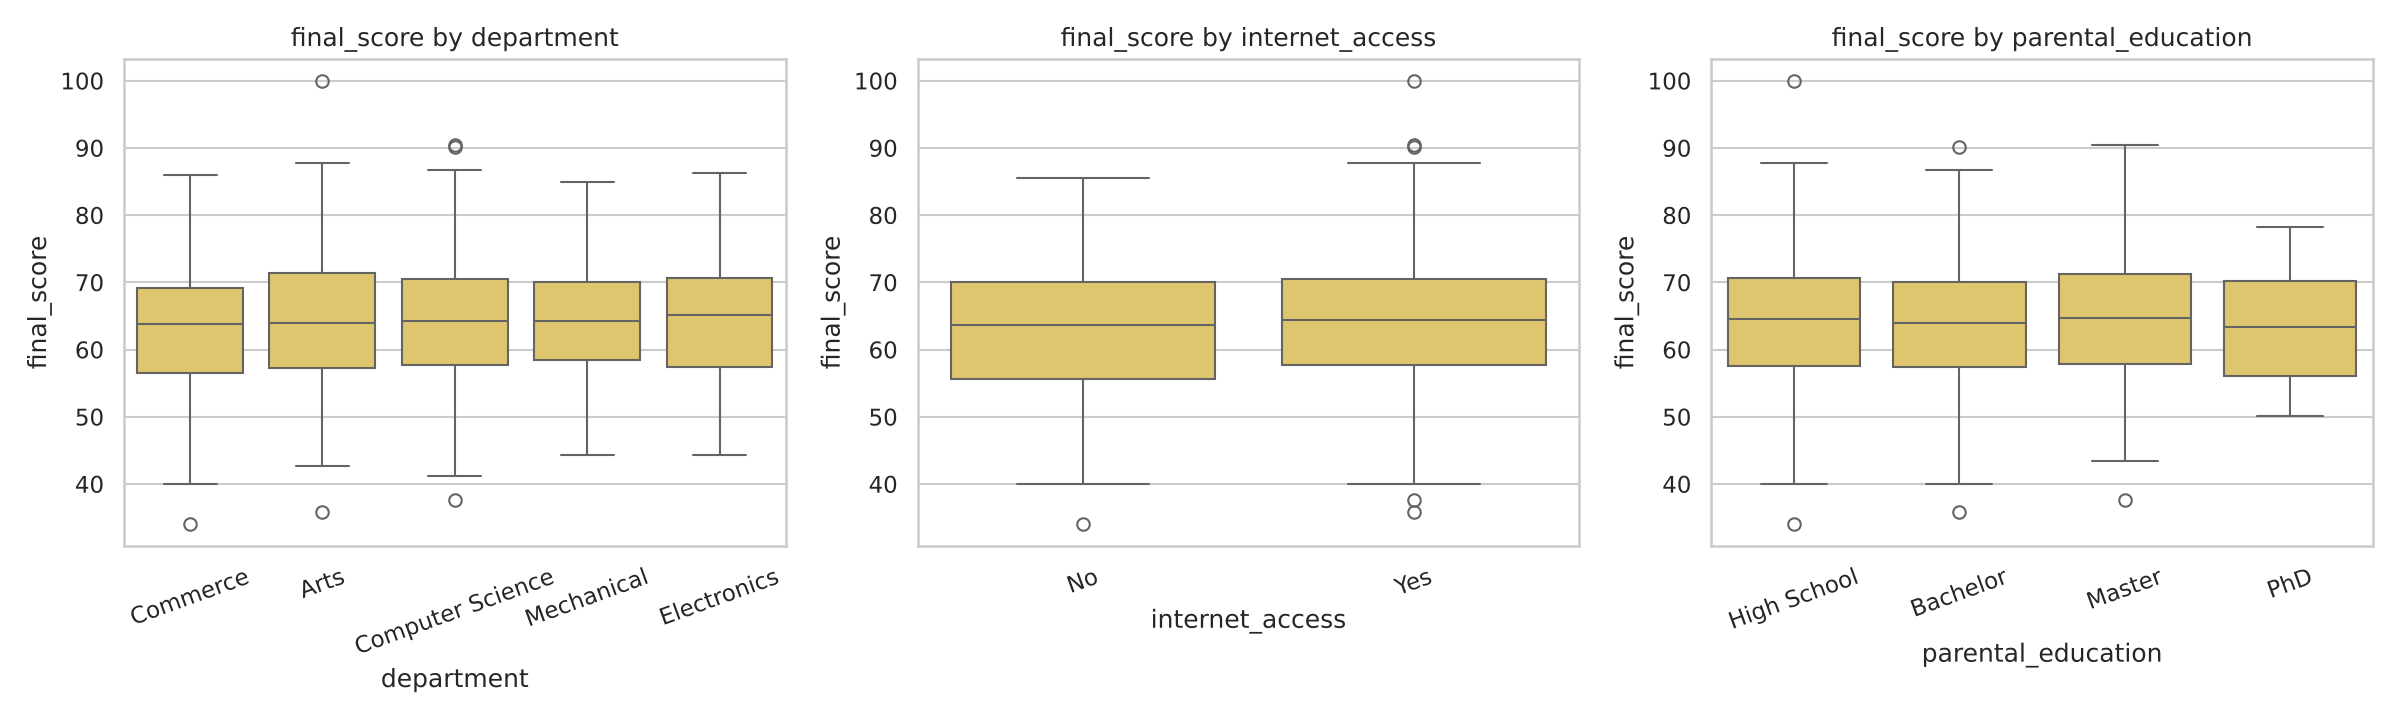 final_score by department
final_score
100
90
80
70
60
50
40
Commerce
Arts
Computer Science
Mechanical
Electronics
department
final_score by internet_access
final_score
100
90
80
70
60
50
40
No
Yes
internet_access
final_score by parental_education
final_score
100
90
80
70
60
50
40
High School
Bachelor
Master
PhD
parental_education